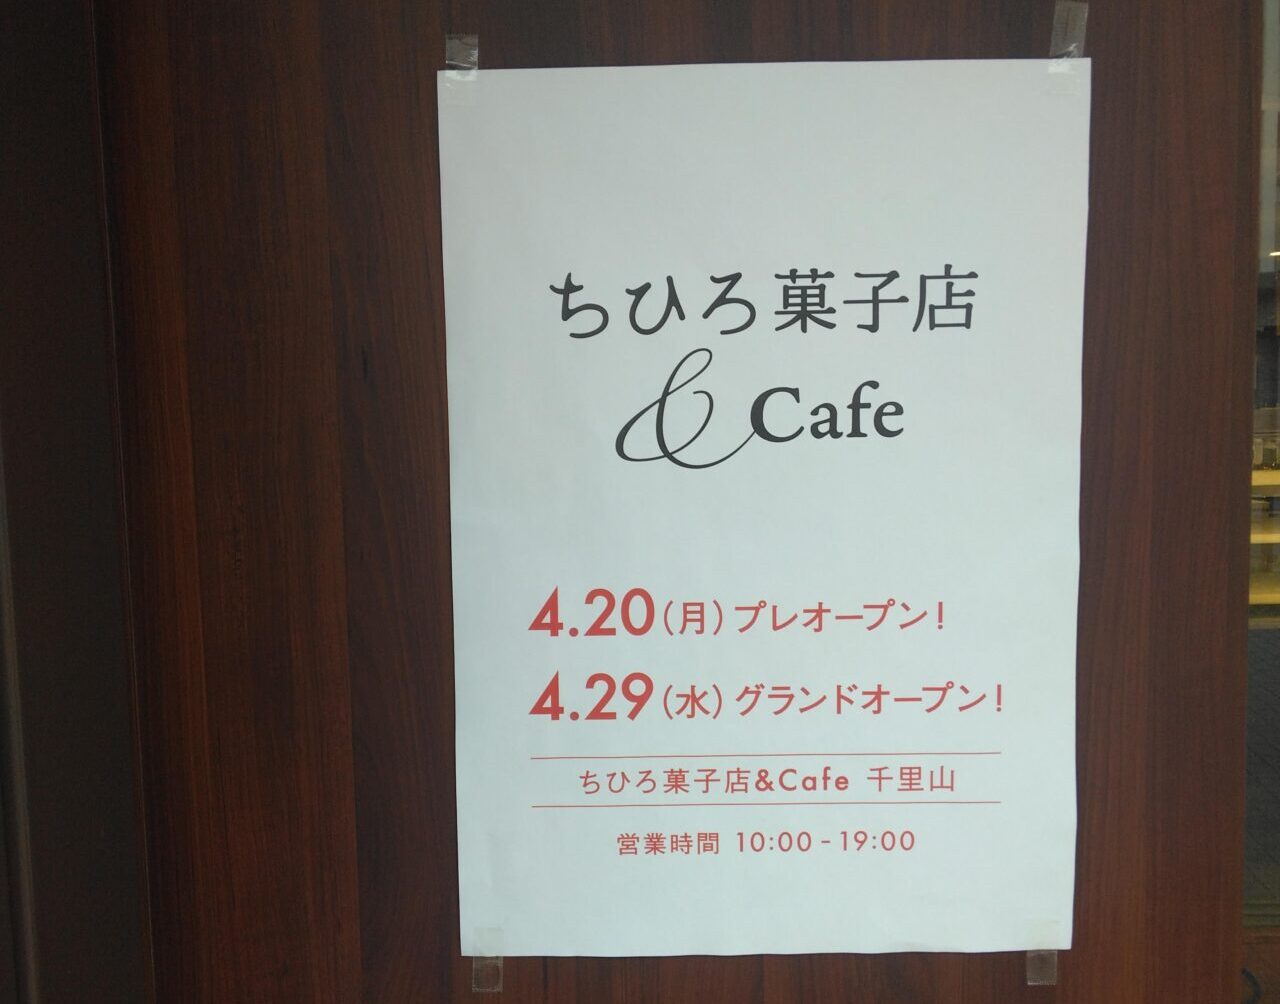 ちひろ菓子店
& Cafe
4.20(月)プレオープン!
4.29(水)グランドオープン!
ちひろ菓子店&Cafe 千里山
営業時間 10:00-19:00